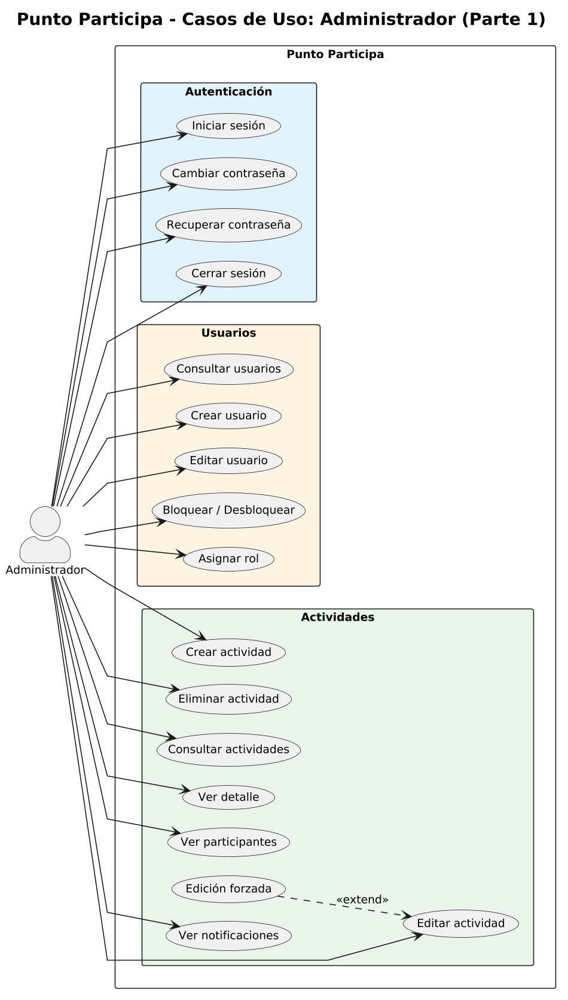 Punto Participa - Casos de Uso: Administrador (Parte 1)
Punto Participa
Autenticación
Iniciar sesión
Cambiar contraseña
Recuperar contraseña
Cerrar sesión
Usuarios
Consultar usuarios
Crear usuario
Editar usuario
Bloquear / Desbloquear
Asignar rol
Administrador
Actividades
Crear actividad
Eliminar actividad
Consultar actividades
Ver detalle
Ver participantes
Edición forzada
«extend»
Editar actividad
Ver notificaciones